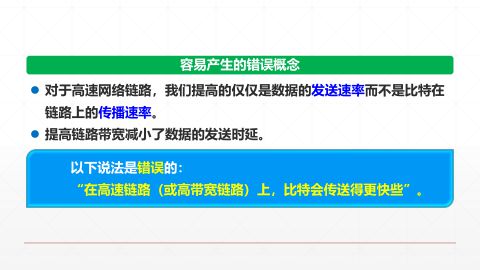 容易产生的错误概念
对于高速网络链路，我们提高的仅仅是数据的发送速率而不是比特在
链路上的传播速率。
提高链路带宽减小了数据的发送时延。
以下说法是错误的：
“在高速链路（或高带宽链路）上，比特会传送得更快些”。